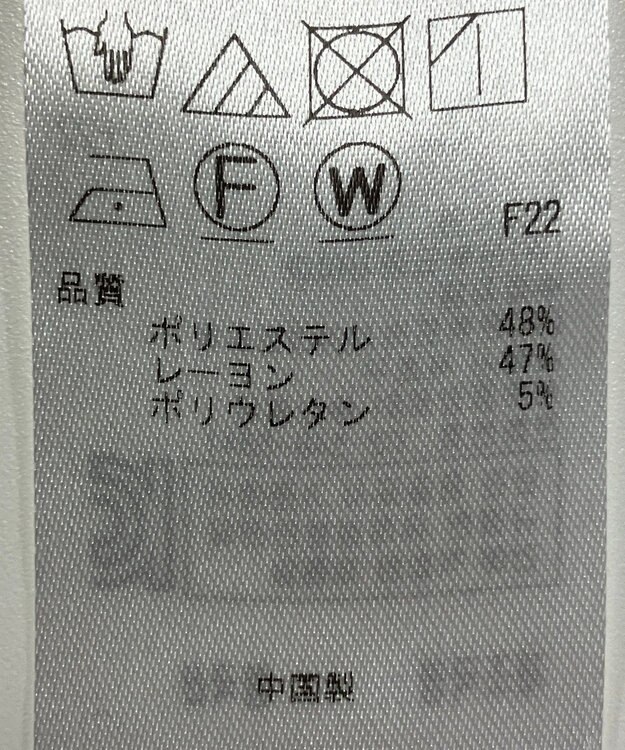 F W
F22
品質
ポリエステル 48%
レーヨン 47%
ポリウレタン 5%
中国製